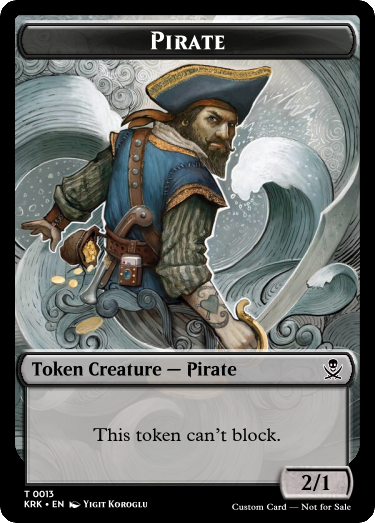 Pirate
Token Creature — Pirate
This token can't block.
2/1
T 0013
KRK • EN Yigit Koroglu
Custom Card — Not for Sale